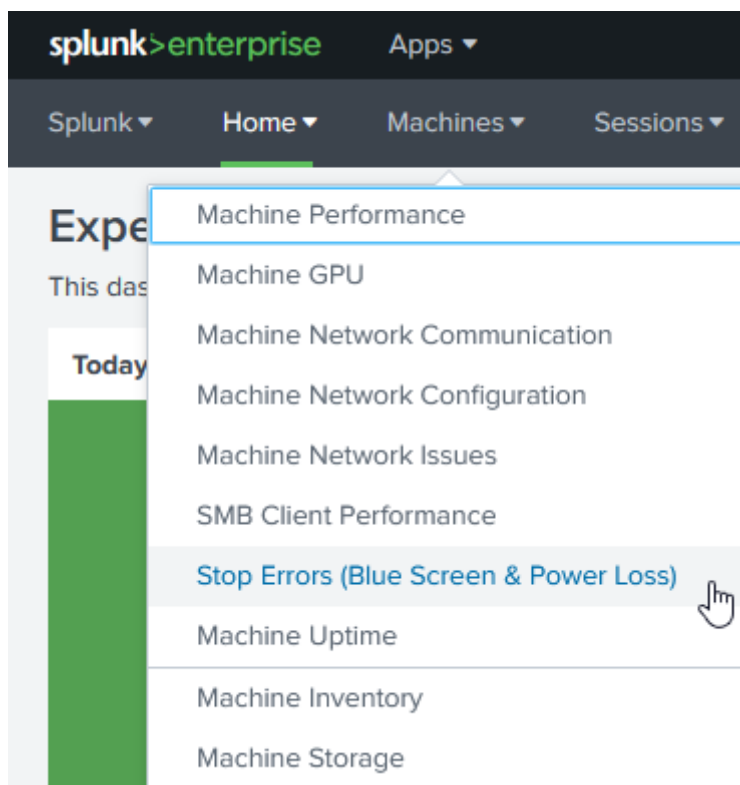 splunk>enterprise Apps
Splunk Home Machines Sessions
Expe
This das
Today
Machine Performance
Machine GPU
Machine Network Communication
Machine Network Configuration
Machine Network Issues
SMB Client Performance
Stop Errors (Blue Screen & Power Loss)
Machine Uptime
Machine Inventory
Machine Storage